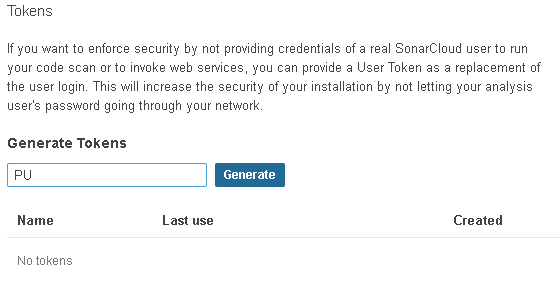 Tokens
If you want to enforce security by not providing credentials of a real SonarCloud user to run
your code scan or to invoke web services, you can provide a User Token as a replacement of
the user login. This will increase the security of your installation by not letting your analysis
user's password going through your network.
Generate Tokens
PU Generate
Name Last use Created
No tokens